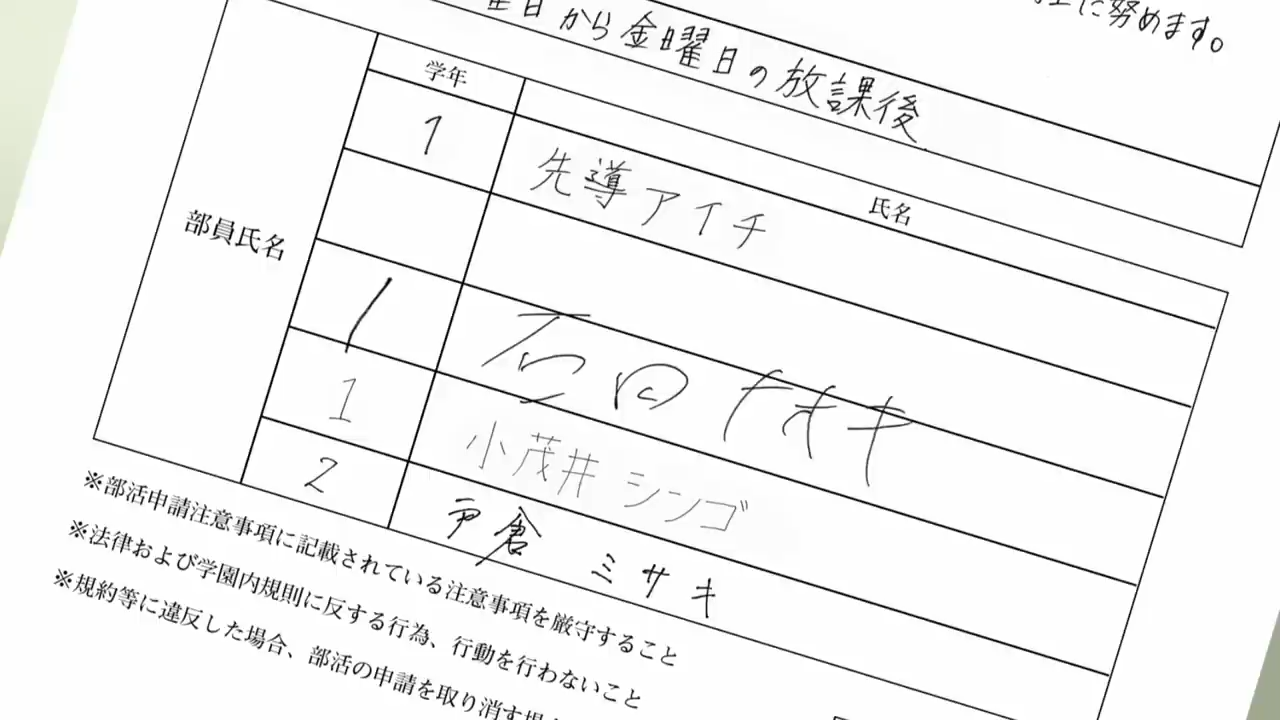 上に努めます。
曜日から金曜日の放課後
学年
氏名
部員氏名
1 先導アイチ
1 石田ナオキ
1 小茂井シンゴ
2 戸倉ミサキ
※部活申請注意事項に記載されている注意事項を厳守すること
※法律および学園内規則に反する行為、行動を行わないこと
※規約等に違反した場合、部活の申請を取り消す場